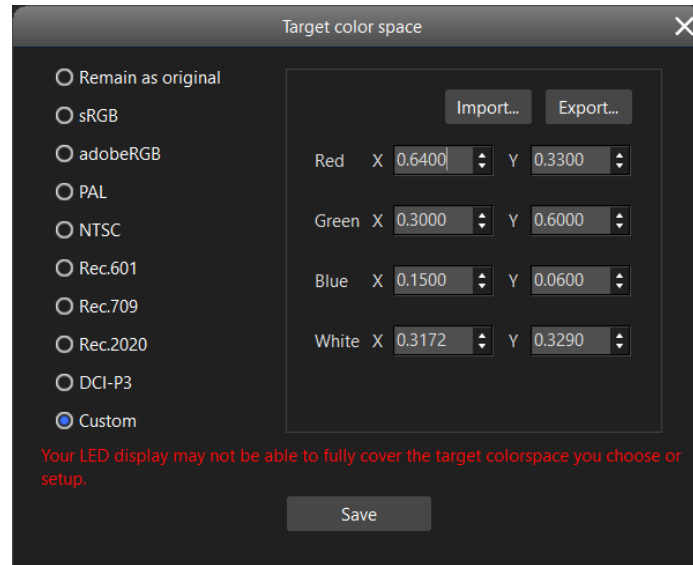 Target color space
Remain as original
sRGB
adobeRGB
PAL
NTSC
Rec.601
Rec.709
Rec.2020
DCI-P3
Custom
Import... Export...
Red X 0.6400 Y 0.3300
Green X 0.3000 Y 0.6000
Blue X 0.1500 Y 0.0600
White X 0.3172 Y 0.3290
Your LED display may not be able to fully cover the target colorspace you choose or
setup.
Save